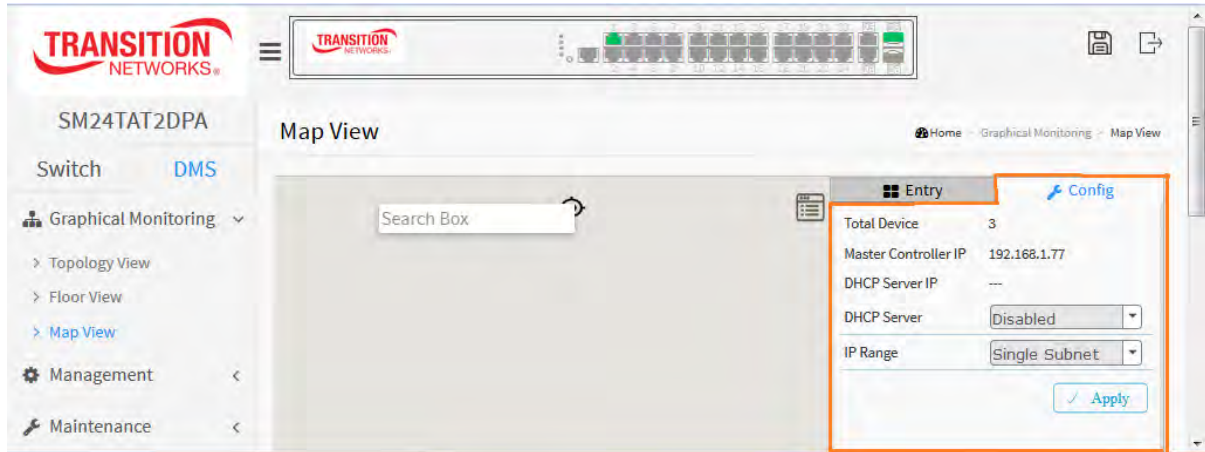 TRANSITION
NETWORKS®
TRANSITION
NETWORKS.
SM24TAT2DPA
Switch DMS
Graphical Monitoring
> Topology View
> Floor View
> Map View
Management
Maintenance
Map View
Home - Graphical Monitoring - Map View
Search Box
Entry
Config
Total Device 3
Master Controller IP 192.168.1.77
DHCP Server IP ---
DHCP Server Disabled
IP Range Single Subnet
✓ Apply